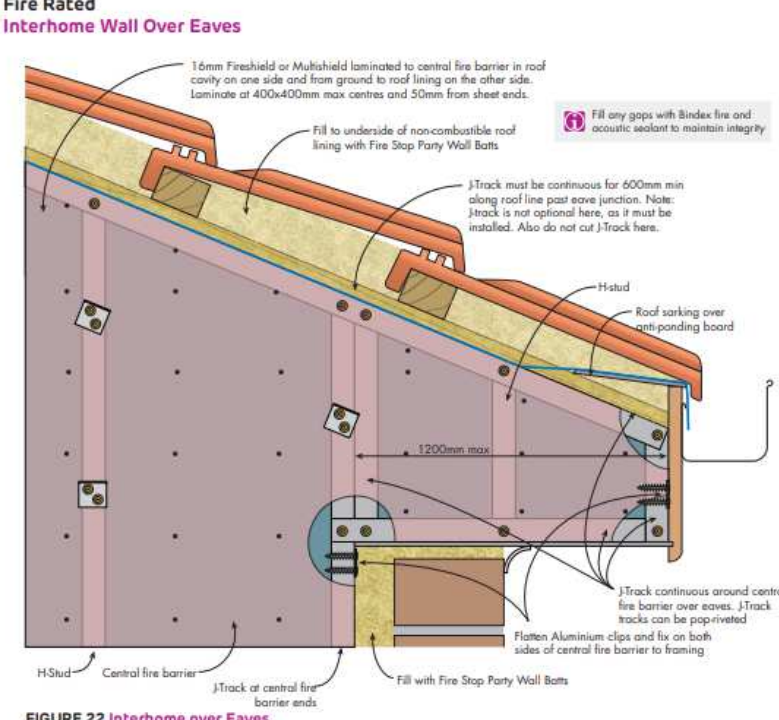 Fire Rated
Interhome Wall Over Eaves
16mm Fireshield or Multishield laminated to central fire barrier in roof
cavity on one side and from ground to roof lining on the other side.
Laminate at 400x400mm max centres and 50mm from sheet ends.
Fill any gaps with Bindex fire and
acoustic sealant to maintain integrity
Fill to underside of non-combustible roof
lining with Fire Stop Party Wall Batts
J-Track must be continuous for 600mm min
along roof line past eave junction. Note:
J-track is not optional here, as it must be
installed. Also do not cut J-Track here.
H-stud
Roof sarking over
anti-ponding board
1200mm max
J-Track continuous around centr
fire barrier over eaves. J-Track
tracks can be pop-riveted
Flatten Aluminium clips and fix on both
sides of central fire barrier to framing
Fill with Fire Stop Party Wall Batts
H-Stud
Central fire barrier
J-Track at central fire
barrier ends
FIGURE 22 Interhome over Eaves